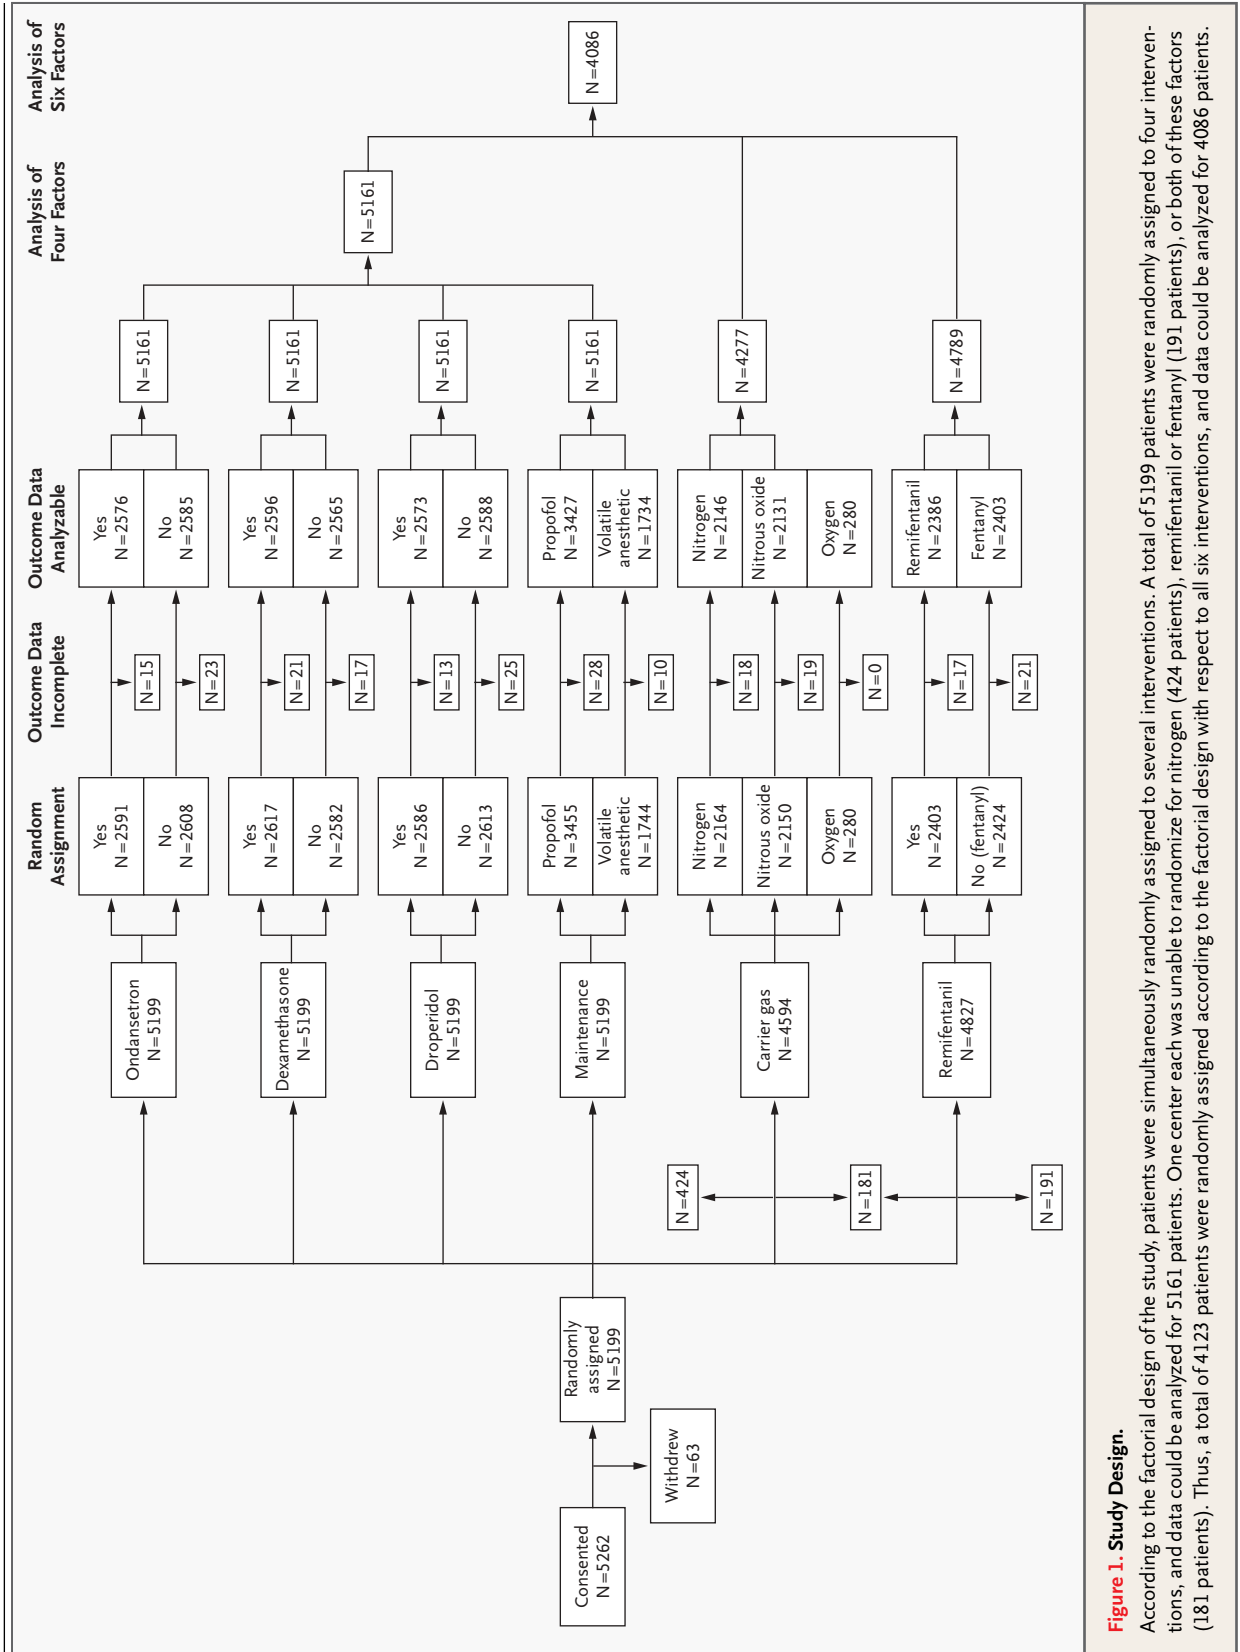 Consented
N=5262
Withdrew
N=63
Randomly
assigned
N=5199
N=424
N=181
N=191
Ondansetron
N=5199
Dexamethasone
N=5199
Droperidol
N=5199
Maintenance
N=5199
Carrier gas
N=4594
Remifentanil
N=4827
Random
Assignment
Yes
N=2591
No
N=2608
Yes
N=2617
No
N=2582
Yes
N=2586
No
N=2613
Propofol
N=3455
Volatile
anesthetic
N=1744
Nitrogen
N=2164
Nitrous oxide
N=2150
Oxygen
N=280
Yes
N=2403
No (fentanyl)
N=2424
Outcome Data
Incomplete
N=15
N=23
N=21
N=17
N=13
N=25
N=28
N=10
N=18
N=19
N=0
N=17
N=21
Outcome Data
Analyzable
Yes
N=2576
No
N=2585
Yes
N=2596
No
N=2565
Yes
N=2573
No
N=2588
Propofol
N=3427
Volatile
anesthetic
N=1734
Nitrogen
N=2146
Nitrous oxide
N=2131
Oxygen
N=280
Remifentanil
N=2386
Fentanyl
N=2403
N=5161
N=5161
N=5161
N=5161
N=4277
N=4789
Analysis of
Four Factors
N=5161
Analysis of
Six Factors
N=4086
Figure 1. Study Design.
According to the factorial design of the study, patients were simultaneously randomly assigned to several interventions. A total of 5199 patients were randomly assigned to four interven-
tions, and data could be analyzed for 5161 patients. One center each was unable to randomize for nitrogen (424 patients), remifentanil or fentanyl (191 patients), or both of these factors
(181 patients). Thus, a total of 4123 patients were randomly assigned according to the factorial design with respect to all six interventions, and data could be analyzed for 4086 patients.